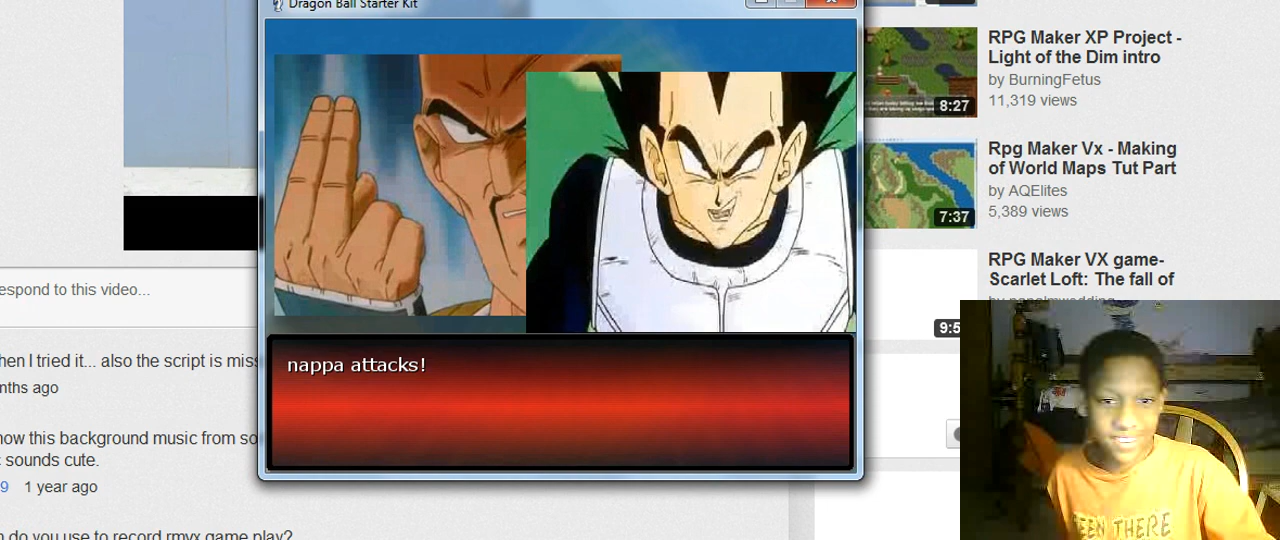 Dragon Ball Starter Kit
nappa attacks!
RPG Maker XP Project -
Light of the Dim intro
by BurningFetus
11,319 views
8:27
Rpg Maker Vx - Making
of World Maps Tut Part
by AQElites
5,389 views
7:37
RPG Maker VX game-
Scarlet Loft: The fall of
9:5
espond to this video...
hen I tried it... also the script is miss
nths ago
now this background music from so
sounds cute.
9 1 year ago
do you use to record rmvx game play?
EEN THERE